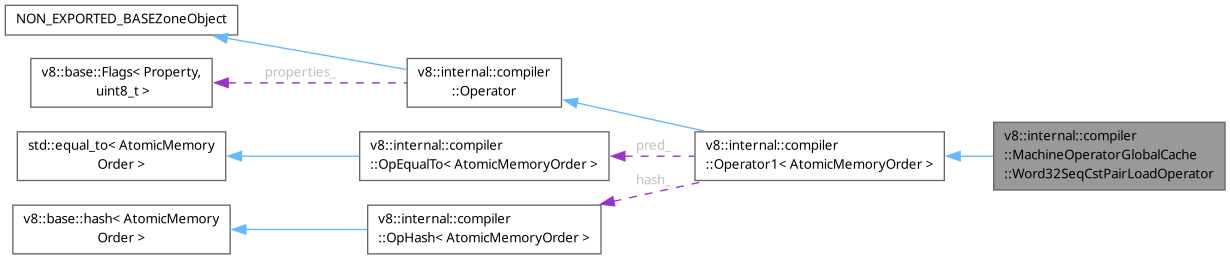 NON_EXPORTED_BASEZoneObject
v8::base::Flags< Property,
uint8_t >
properties_
v8::internal::compiler
::Operator
std::equal_to< AtomicMemory
Order >
v8::internal::compiler
::OpEqualTo< AtomicMemoryOrder >
pred_
v8::internal::compiler
::Operator1< AtomicMemoryOrder >
v8::internal::compiler
::MachineOperatorGlobalCache
::Word32SeqCstPairLoadOperator
hash_
v8::base::hash< AtomicMemory
Order >
v8::internal::compiler
::OpHash< AtomicMemoryOrder >